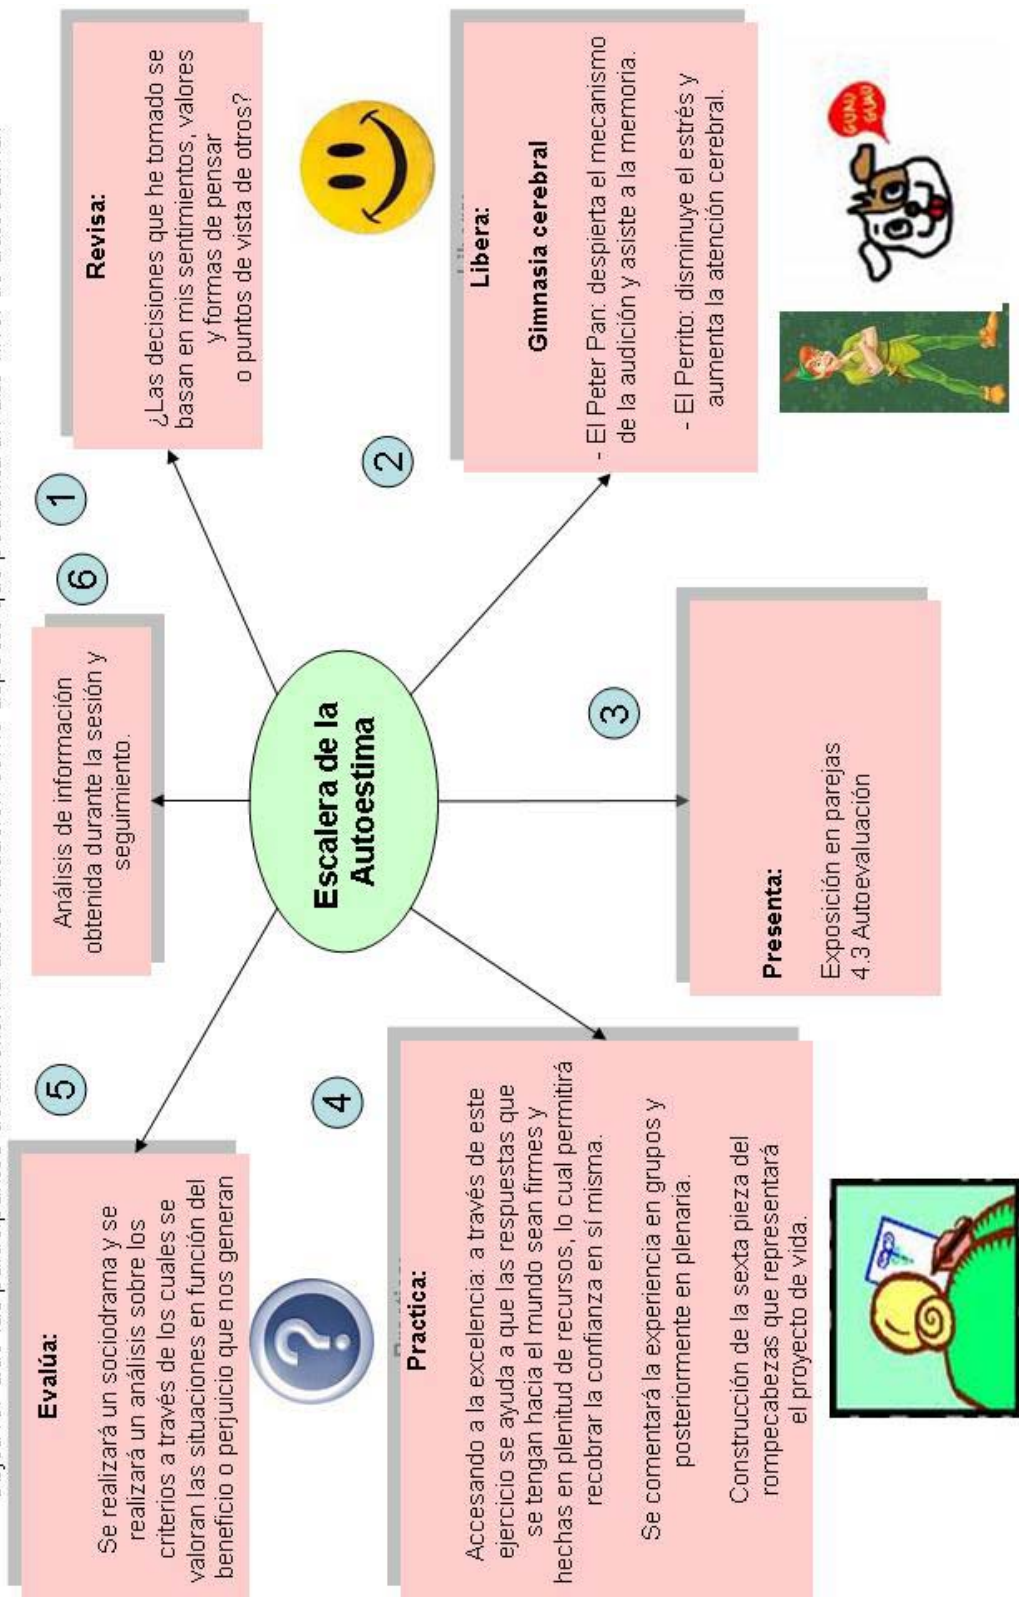 Escalera de la
Autoestima
1
Revisa:
¿Las decisiones que he tomado se
basan en mis sentimientos, valores
y formas de pensar
o puntos de vista de otros?
2
Libera:
Gimnasia cerebral
- El Peter Pan: despierta el mecanismo
de la audición y asiste a la memoria.
- El Perrito: disminuye el estrés y
aumenta la atención cerebral.
GUAU
GUAU
3
Presenta:
Exposición en parejas
4.3 Autoevaluación
4
Practica:
Accesando a la excelencia: a través de este
ejercicio se ayuda a que las respuestas que
se tengan hacia el mundo sean firmes y
hechas en plenitud de recursos, lo cual permitirá
recobrar la confianza en sí misma.
Se comentará la experiencia en grupos y
posteriormente en plenaria.
Construcción de la sexta pieza del
rompecabezas que representará
el proyecto de vida.
5
Evalúa:
Se realizará un sociodrama y se
realizará un análisis sobre los
criterios a través de los cuales se
valoran las situaciones en función del
beneficio o perjuicio que nos generan
?
6
Análisis de información
obtenida durante la sesión y
seguimiento.